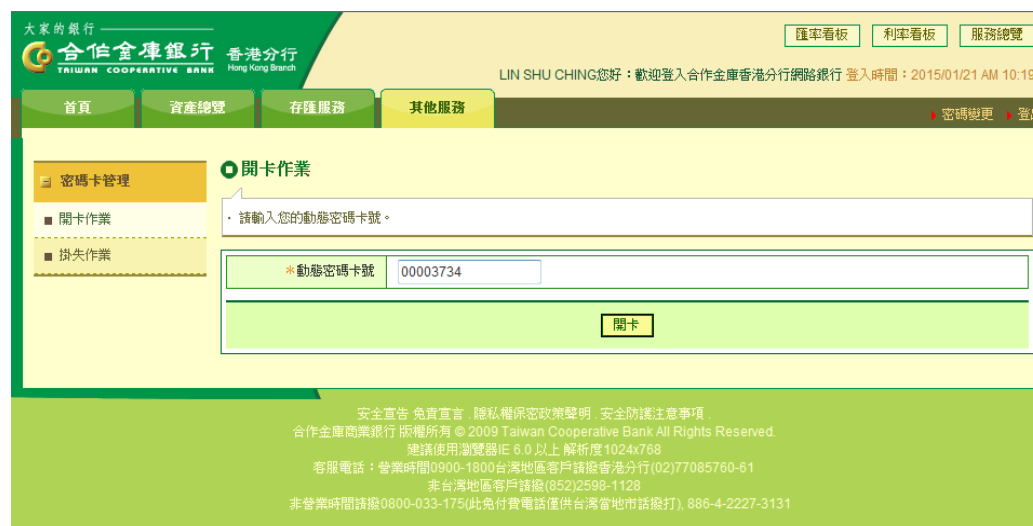 大家的銀行
合作金庫銀行 香港分行
TAIWAN COOPERATIVE BANK Hong Kong Branch
匯率看板 利率看板 服務總覽
LIN SHU CHING您好：歡迎登入合作金庫香港分行網路銀行 登入時間：2015/01/21 AM 10:19
首頁 資產總覽 存匯服務 其他服務
密碼變更
密碼卡管理
開卡作業
掛失作業
開卡作業
· 請輸入您的動態密碼卡號。
＊動態密碼卡號 00003734
開卡
安全宣告 免責宣言 . 隱私權保密政策聲明 . 安全防護注意事項 .
合作金庫商業銀行 版權所有 © 2009 Taiwan Cooperative Bank All Rights Reserved.
建議使用瀏覽器IE 6.0 以上 解析度1024x768
客服電話：營業時間0900-1800台灣地區客戶請撥香港分行(02)77085760-61
非台灣地區客戶請撥(852)2598-1128
非營業時間請撥0800-033-175(此免付費電話僅供台灣當地市話撥打), 886-4-2227-3131